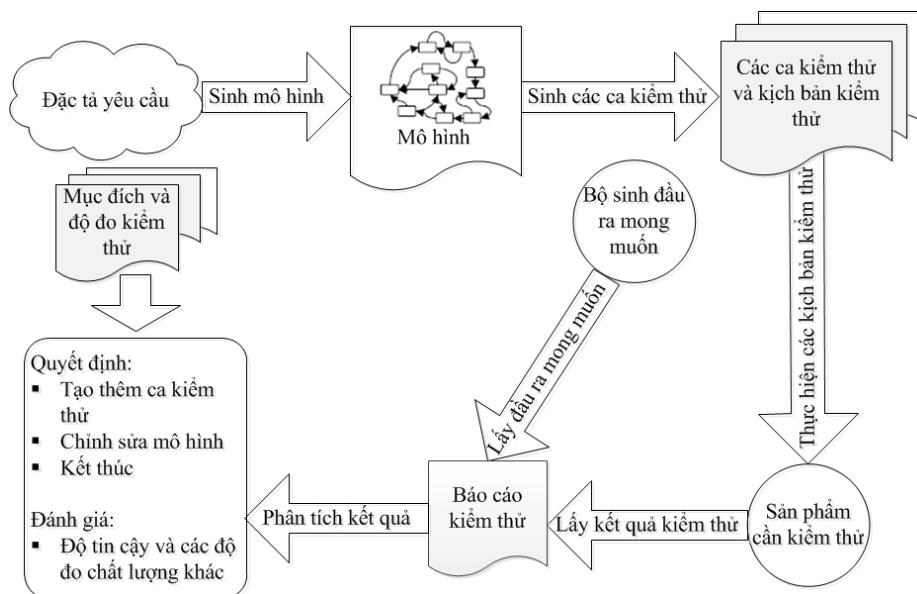 Đặc tả yêu cầu
Sinh mô hình
Mô hình
Sinh các ca kiểm thử
Các ca kiểm thử
và kịch bản kiểm
thử
Mục đích và
độ đo kiểm
thử
Bộ sinh đầu
ra mong
muốn
Lấy đầu ra mong muốn
Thực hiện các kịch bản kiểm thử
Quyết định:
▪ Tạo thêm ca kiểm
thử
▪ Chỉnh sửa mô hình
▪ Kết thúc
Đánh giá:
▪ Độ tin cậy và các độ
đo chất lượng khác
Phân tích kết quả
Báo cáo
kiểm thử
Lấy kết quả kiểm thử
Sản phẩm
cần kiểm thử